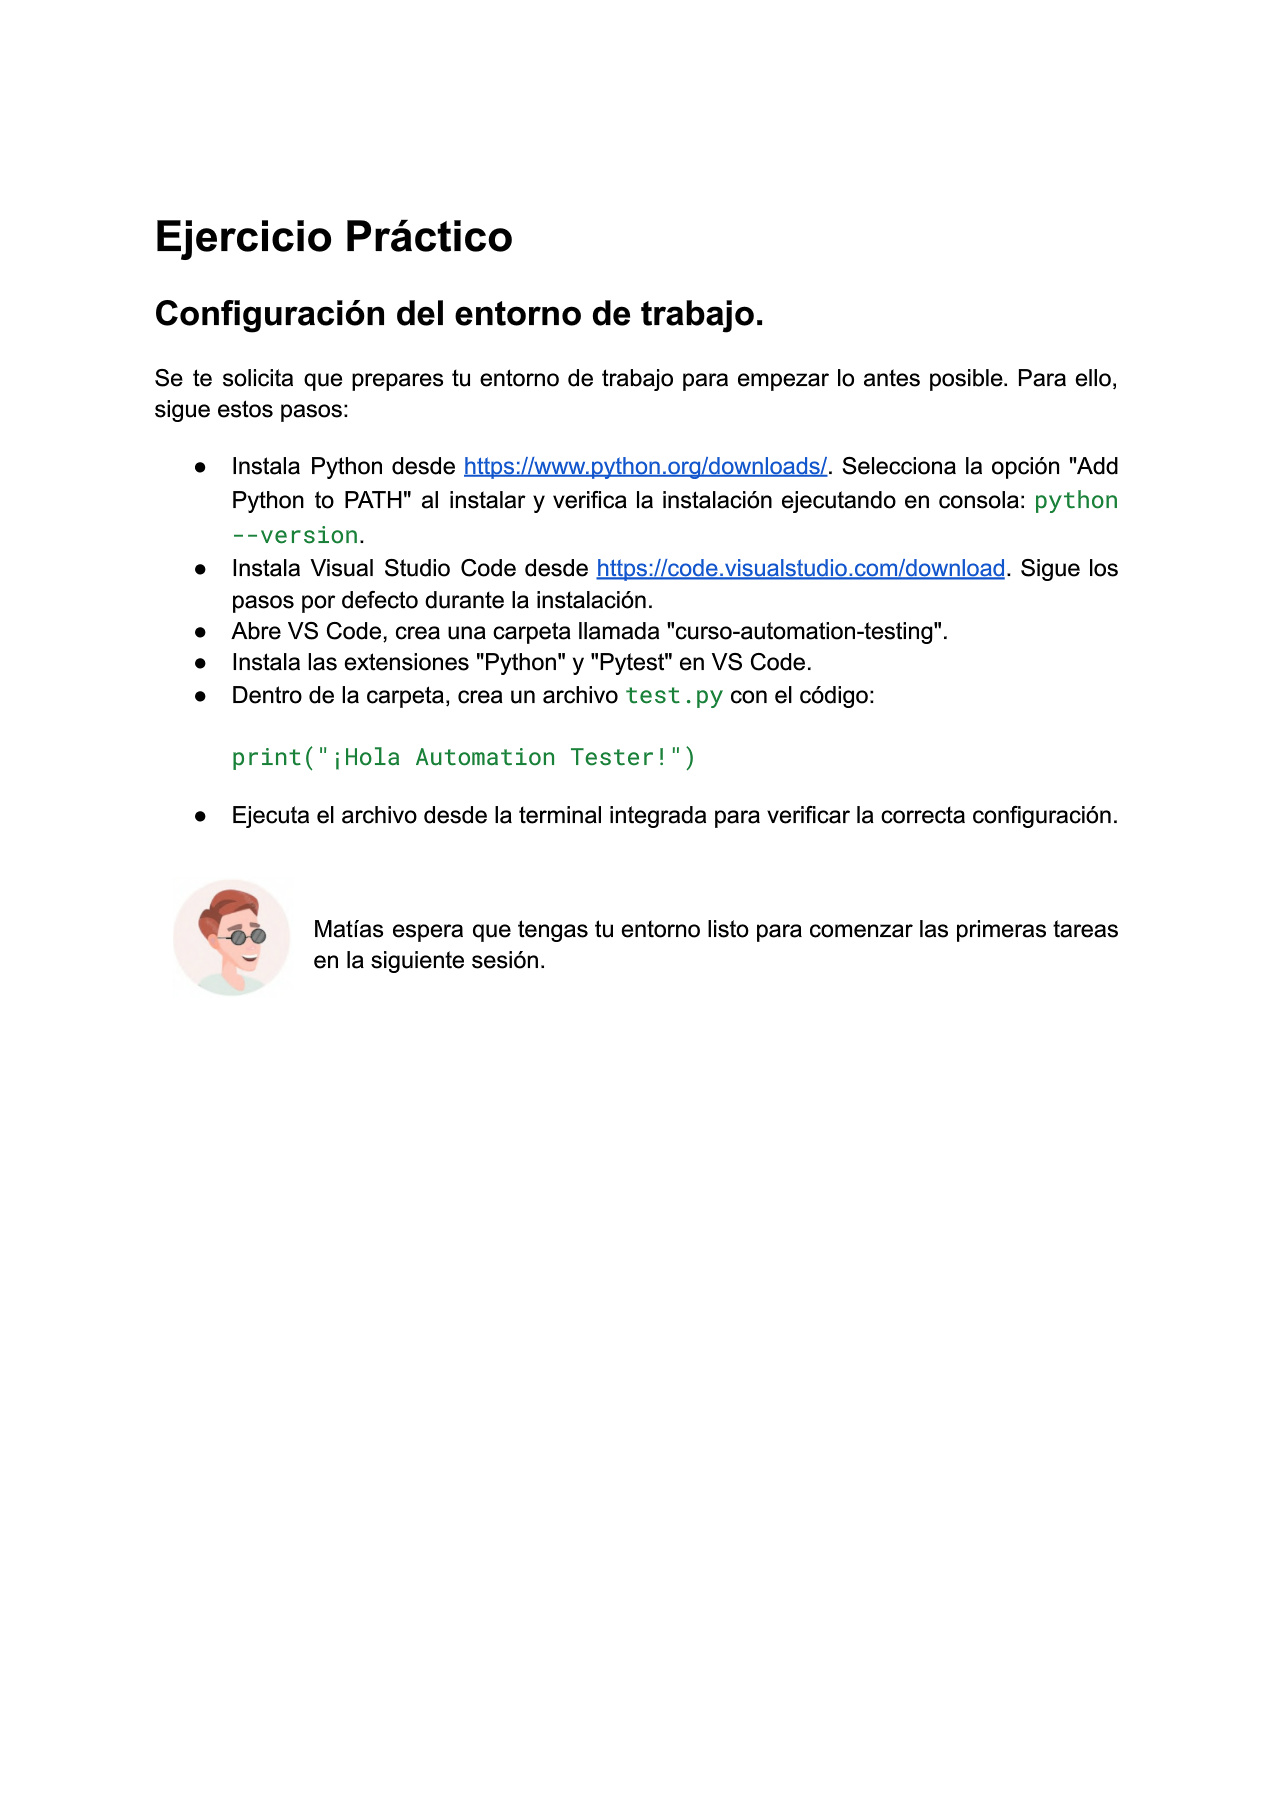 Ejercicio Práctico
Configuración del entorno de trabajo.
Se te solicita que prepares tu entorno de trabajo para empezar lo antes posible. Para ello,
sigue estos pasos:
● Instala Python desde https://www.python.org/downloads/. Selecciona la opción "Add
Python to PATH" al instalar y verifica la instalación ejecutando en consola: python
--version.
● Instala Visual Studio Code desde https://code.visualstudio.com/download. Sigue los
pasos por defecto durante la instalación.
● Abre VS Code, crea una carpeta llamada "curso-automation-testing".
● Instala las extensiones "Python" y "Pytest" en VS Code.
● Dentro de la carpeta, crea un archivo test.py con el código:
print("¡Hola Automation Tester!")
● Ejecuta el archivo desde la terminal integrada para verificar la correcta configuración.
Matías espera que tengas tu entorno listo para comenzar las primeras tareas
en la siguiente sesión.